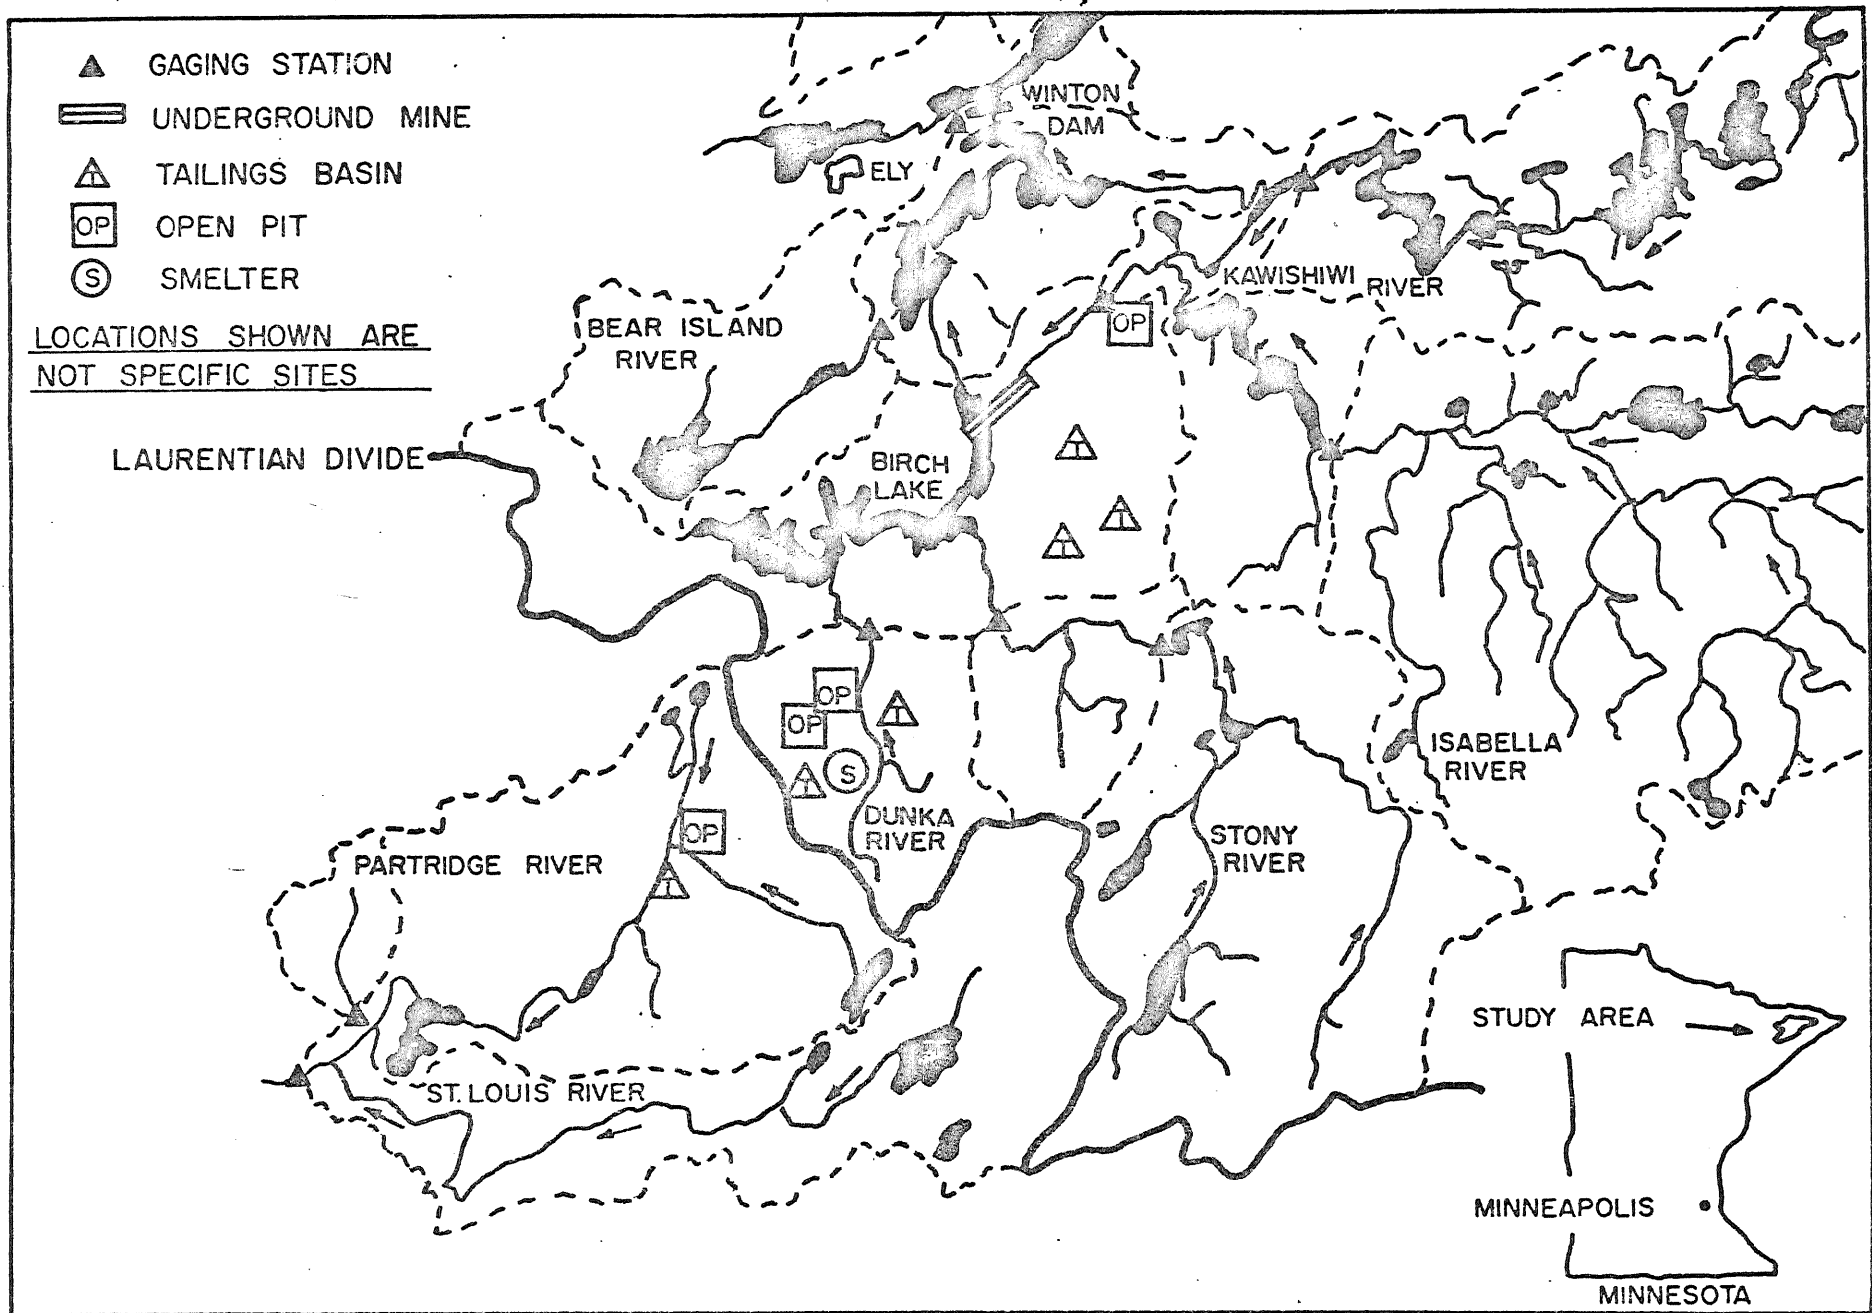 GAGING STATION
UNDERGROUND MINE
T TAILINGS BASIN
OP OPEN PIT
S SMELTER
LOCATIONS SHOWN ARE
NOT SPECIFIC SITES
WINTON
DAM
ELY
KAWISHIWI RIVER
OP
BEAR ISLAND
RIVER
LAURENTIAN DIVIDE
BIRCH
LAKE
T
T
T
OP
OP
T
T
S
ISABELLA
RIVER
DUNKA
RIVER
OP
STONY
RIVER
PARTRIDGE RIVER
T
ST. LOUIS RIVER
STUDY AREA
MINNEAPOLIS
MINNESOTA